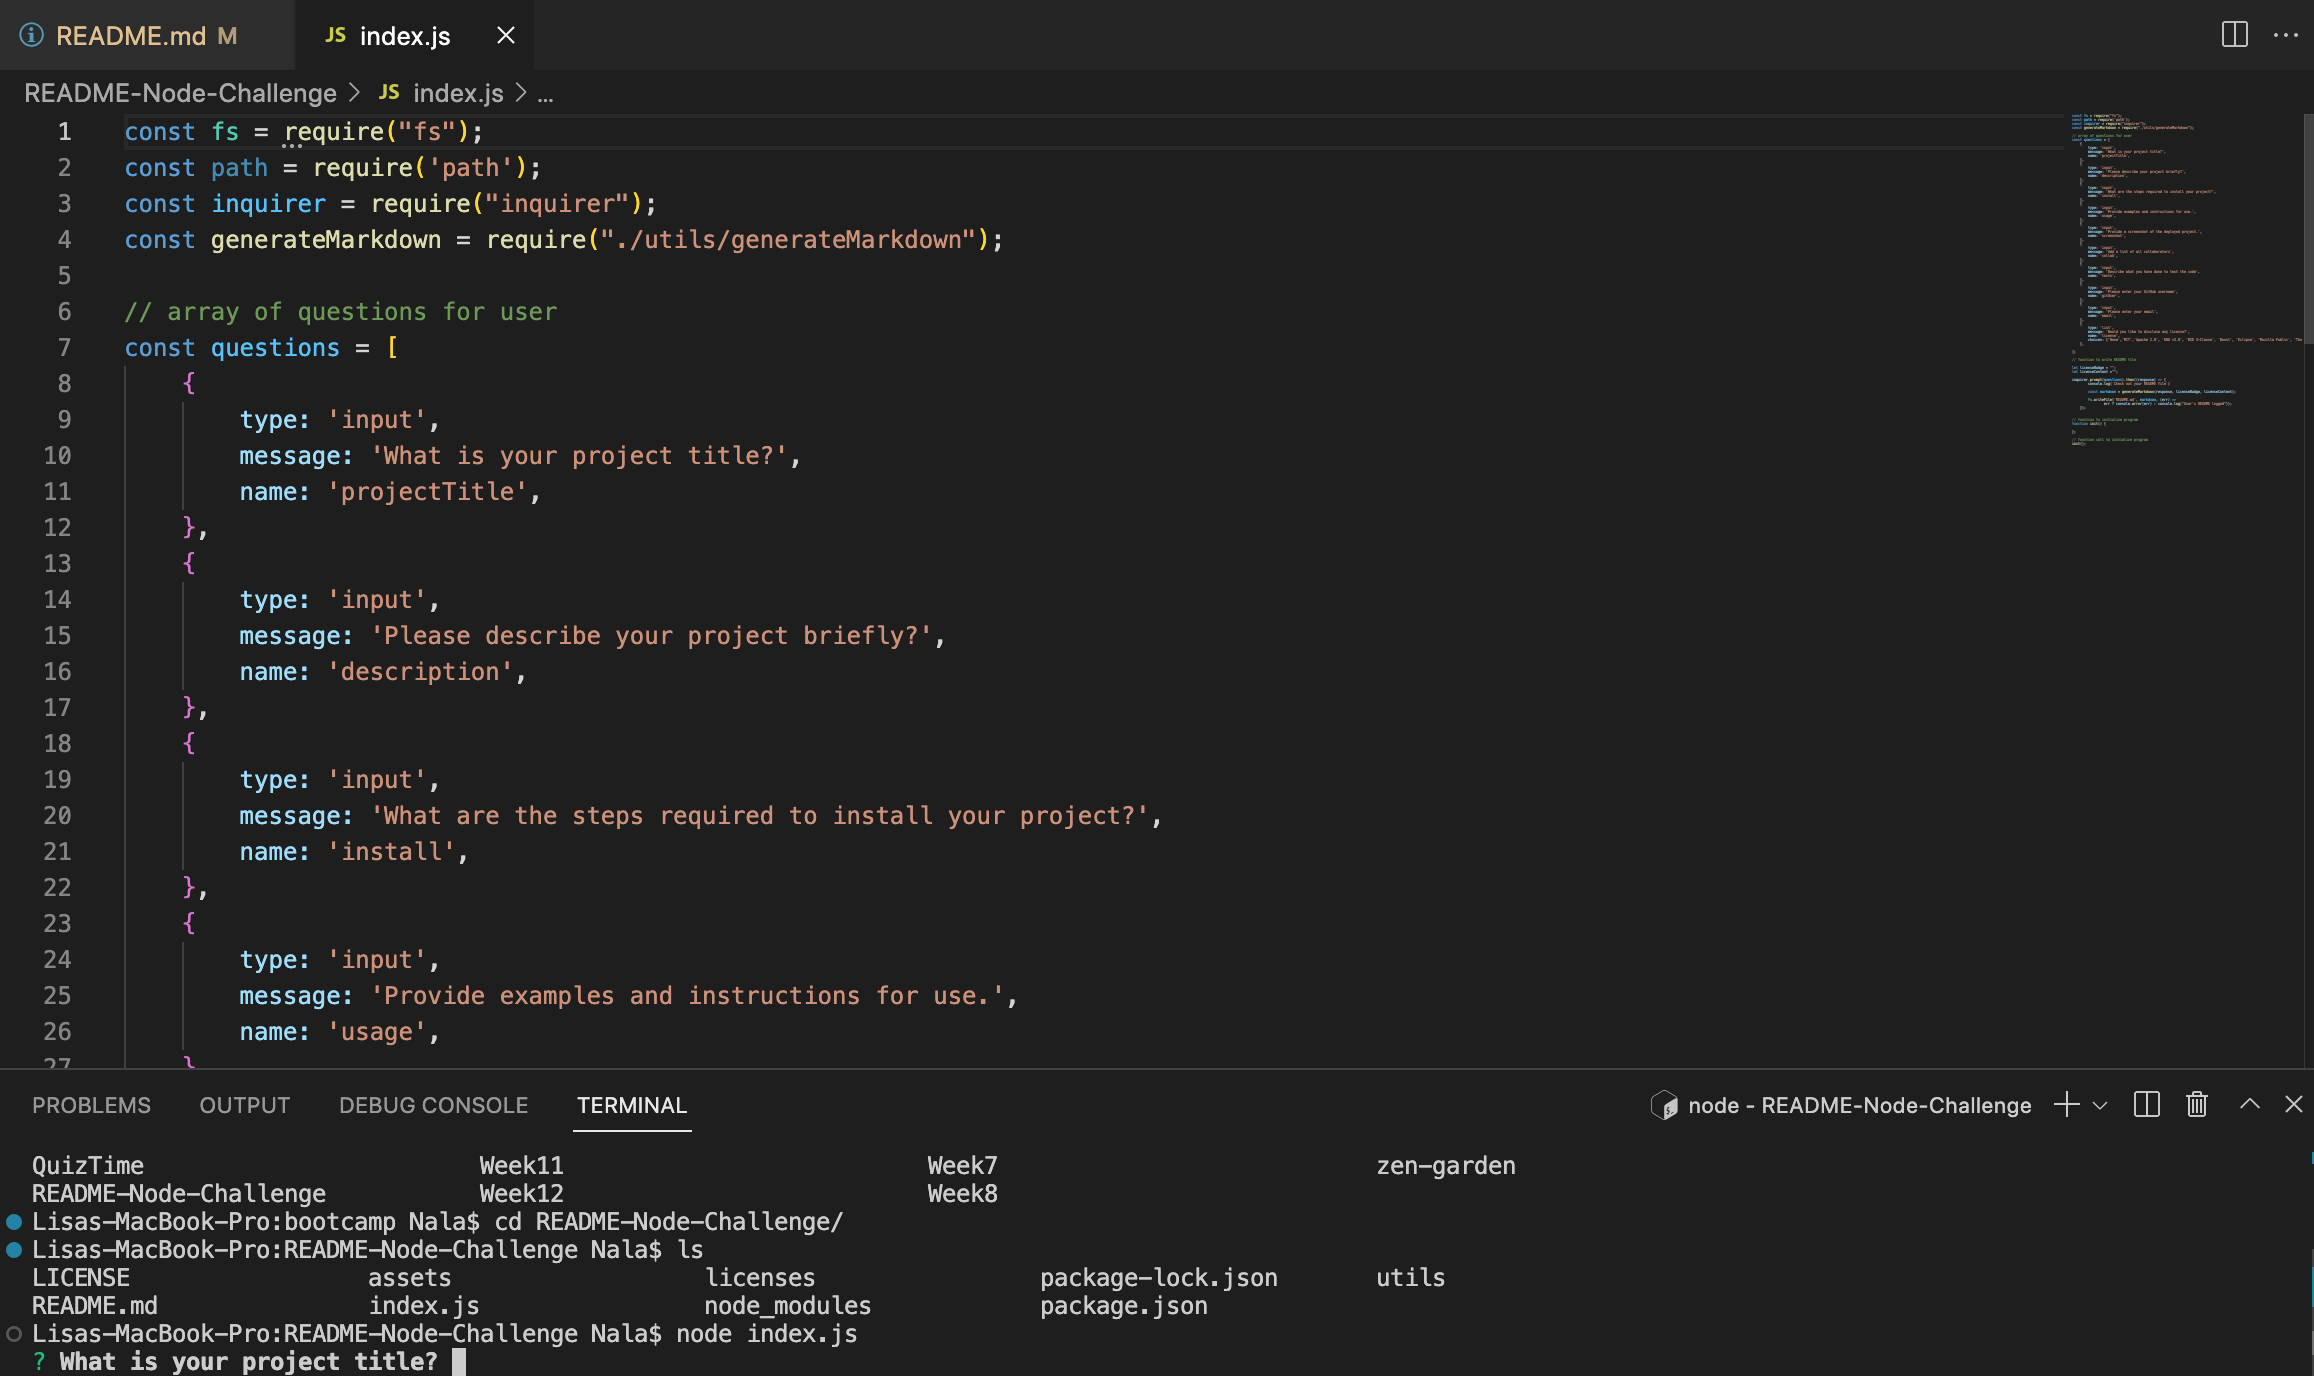 README.md M
JS index.js
README-Node-Challenge > JS index.js > ...
1 const fs = require("fs");
2 const path = require('path');
3 const inquirer = require("inquirer");
4 const generateMarkdown = require("./utils/generateMarkdown");
5
6 // array of questions for user
7 const questions = [
8 {
9 type: 'input',
10 message: 'What is your project title?',
11 name: 'projectTitle',
12 },
13 {
14 type: 'input',
15 message: 'Please describe your project briefly?',
16 name: 'description',
17 },
18 {
19 type: 'input',
20 message: 'What are the steps required to install your project?',
21 name: 'install',
22 },
23 {
24 type: 'input',
25 message: 'Provide examples and instructions for use.',
26 name: 'usage',
27 }
PROBLEMS OUTPUT DEBUG CONSOLE TERMINAL node - README-Node-Challenge
QuizTime Week11 Week7 zen-garden
README-Node-Challenge Week12 Week8
Lisas-MacBook-Pro:bootcamp Nala$ cd README-Node-Challenge/
Lisas-MacBook-Pro:README-Node-Challenge Nala$ ls
LICENSE assets licenses package-lock.json utils
README.md index.js node_modules package.json
Lisas-MacBook-Pro:README-Node-Challenge Nala$ node index.js
? What is your project title?